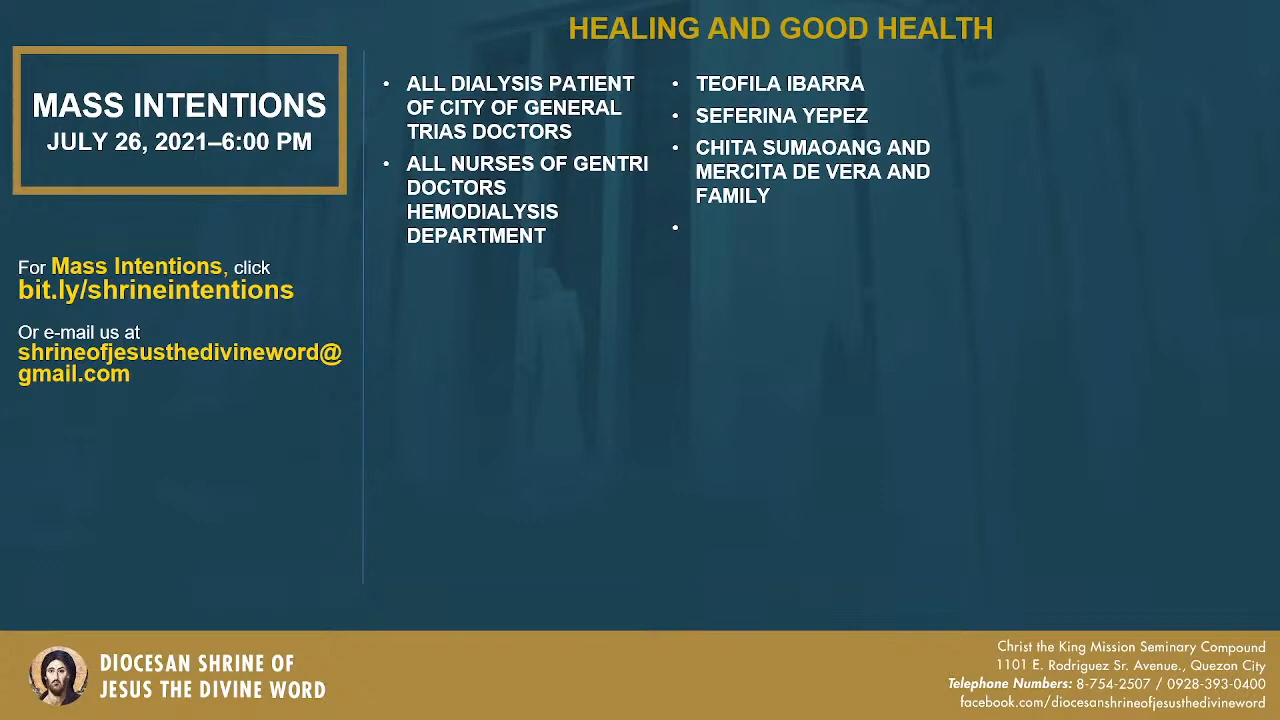 HEALING AND GOOD HEALTH
MASS INTENTIONS
JULY 26, 2021–6:00 PM
For Mass Intentions, click
bit.ly/shrineintentions
Or e-mail us at
shrineofjesusthedivineword@
gmail.com
• ALL DIALYSIS PATIENT
OF CITY OF GENERAL
TRIAS DOCTORS
• ALL NURSES OF GENTRI
DOCTORS
HEMODIALYSIS
DEPARTMENT
• TEOFILA IBARRA
• SEFERINA YEPEZ
• CHITA SUMAOANG AND
MERCITA DE VERA AND
FAMILY
•
DIOCESAN SHRINE OF
JESUS THE DIVINE WORD
Christ the King Mission Seminary Compound
1101 E. Rodriguez Sr. Avenue., Quezon City
Telephone Numbers: 8-754-2507 / 0928-393-0400
facebook.com/diocesanshrineofjesusthedivineword